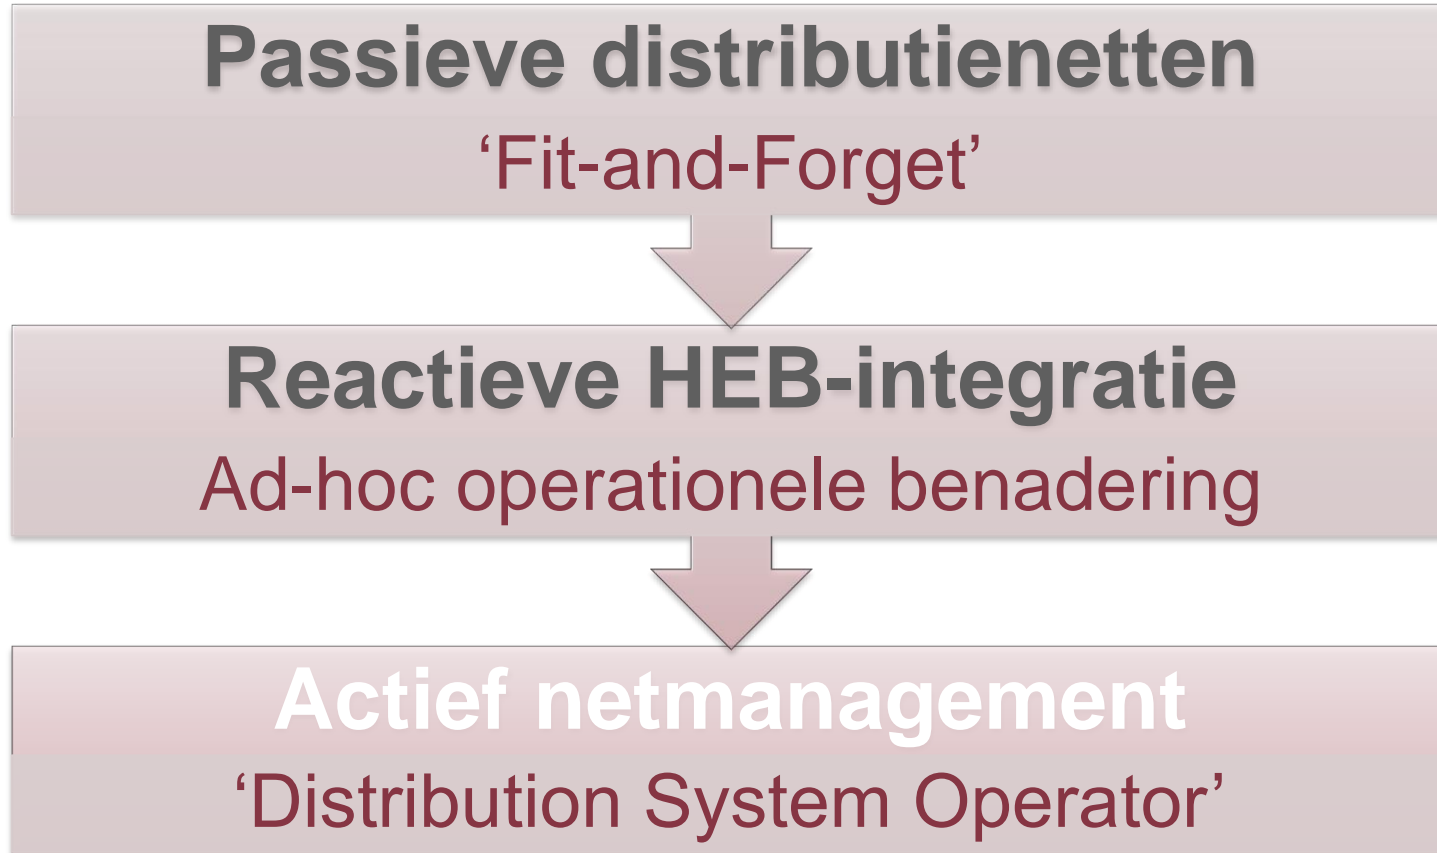 Passieve distributienetten
‘Fit-and-Forget’
Reactieve HEB-integratie
Ad-hoc operationele benadering
Actief netmanagement
‘Distribution System Operator’